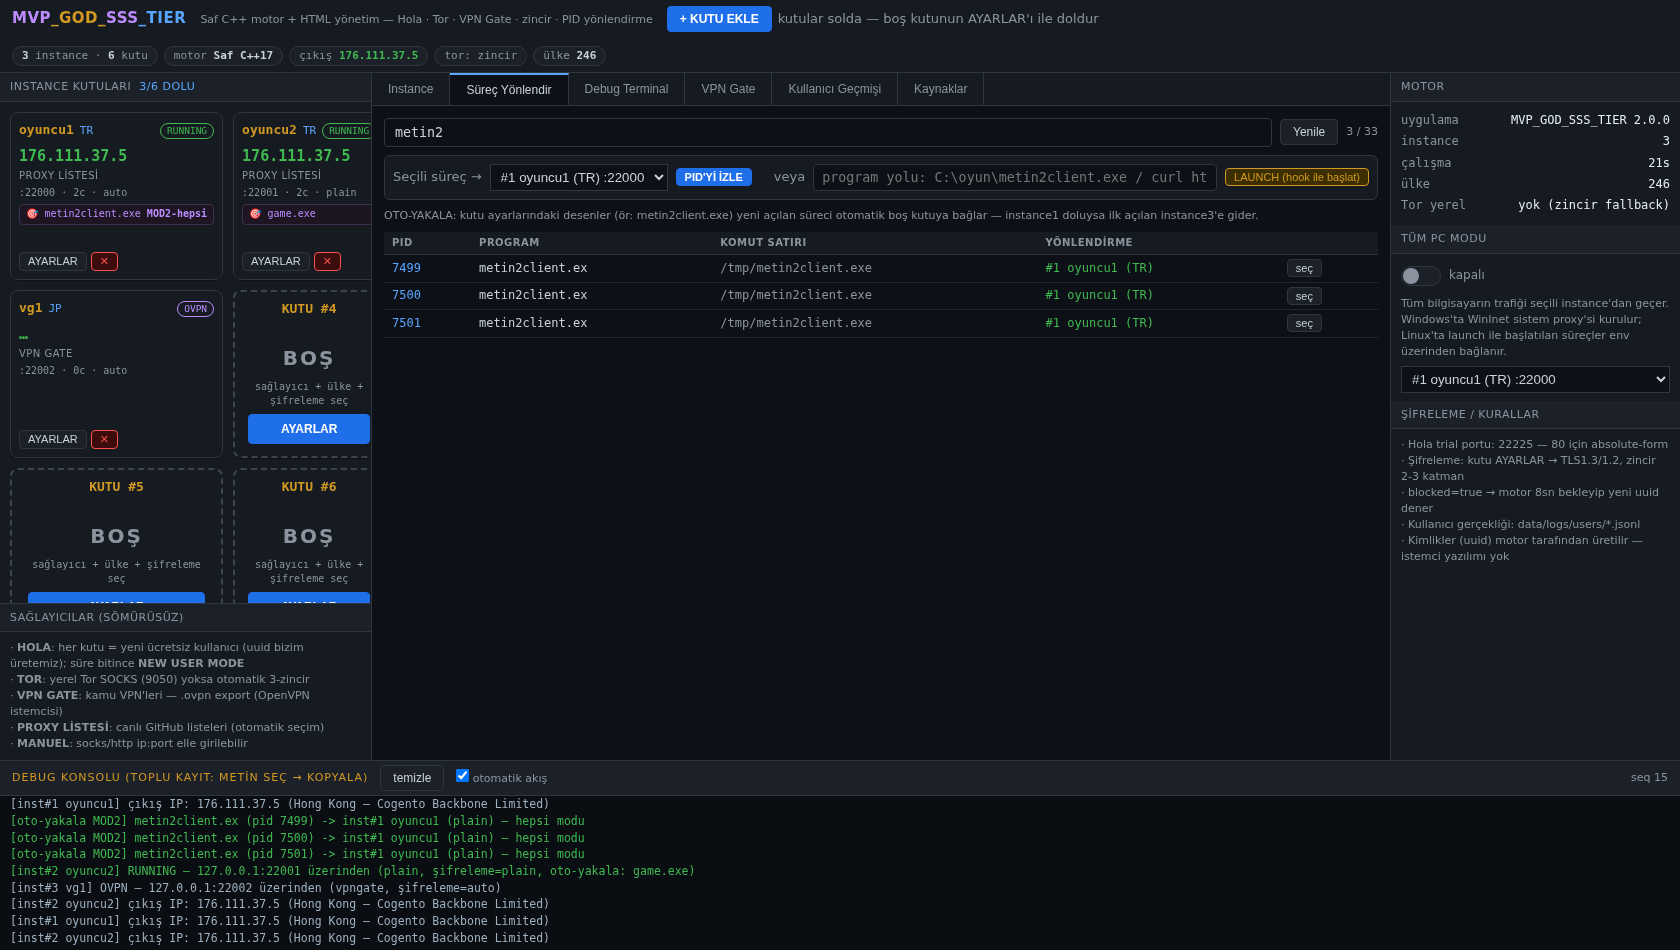 MVP_GOD_SSS_TIER Saf C++ motor + HTML yönetim — Hola · Tor · VPN Gate · zincir · PID yönlendirme + KUTU EKLE kutular solda — boş kutunun AYARLAR'ı ile doldur
3 instance · 6 kutu motor Saf C++17 çıkış 176.111.37.5 tor: zincir ülke 246
INSTANCE KUTULARI 3/6 DOLU
oyuncu1 TR RUNNING
176.111.37.5
PROXY LİSTESİ
:22000 · 2c · auto
🎯 metin2client.exe MOD2-hepsi
AYARLAR ✕
oyuncu2 TR RUNNING
176.111.37.5
PROXY LİSTESİ
:22001 · 2c · plain
🎯 game.exe
AYARLAR ✕
vg1 JP OVPN
…
VPN GATE
:22002 · 0c · auto
AYARLAR ✕
KUTU #4
BOŞ
sağlayıcı + ülke +
şifreleme seç
AYARLAR
KUTU #5
BOŞ
sağlayıcı + ülke + şifreleme
seç
KUTU #6
BOŞ
sağlayıcı + ülke +
şifreleme seç
SAĞLAYICILAR (SÖMÜRÜSÜZ)
· HOLA: her kutu = yeni ücretsiz kullanıcı (uuid bizim
üretemiz); süre bitince NEW USER MODE
· TOR: yerel Tor SOCKS (9050) yoksa otomatik 3-zincir
· VPN GATE: kamu VPN'leri — .ovpn export (OpenVPN
istemcisi)
· PROXY LİSTESİ: canlı GitHub listeleri (otomatik seçim)
· MANUEL: socks/http ip:port elle girilebilir
Instance Süreç Yönlendir Debug Terminal VPN Gate Kullanıcı Geçmişi Kaynaklar
metin2 Yenile 3 / 33
Seçili süreç → #1 oyuncu1 (TR) :22000 PID'Yİ İZLE veya program yolu: C:\oyun\metin2client.exe / curl ht LAUNCH (hook ile başlat)
OTO-YAKALA: kutu ayarlarındaki desenler (ör: metin2client.exe) yeni açılan süreci otomatik boş kutuya bağlar — instance1 doluysa ilk açılan instance3'e gider.
PID PROGRAM KOMUT SATIRI YÖNLENDİRME
7499 metin2client.ex /tmp/metin2client.exe #1 oyuncu1 (TR) seç
7500 metin2client.ex /tmp/metin2client.exe #1 oyuncu1 (TR) seç
7501 metin2client.ex /tmp/metin2client.exe #1 oyuncu1 (TR) seç
MOTOR
uygulama MVP_GOD_SSS_TIER 2.0.0
instance 3
çalışma 21s
ülke 246
Tor yerel yok (zincir fallback)
TÜM PC MODU
kapalı
Tüm bilgisayarın trafiği seçili instance'dan geçer.
Windows'ta WinInet sistem proxy'si kurulur;
Linux'ta launch ile başlatılan süreçler env
üzerinden bağlanır.
#1 oyuncu1 (TR) :22000
ŞİFRELEME / KURALLAR
· Hola trial portu: 22225 — 80 için absolute-form
· Şifreleme: kutu AYARLAR → TLS1.3/1.2, zincir
2-3 katman
· blocked=true → motor 8sn bekleyip yeni uuid
dener
· Kullanıcı gerçekliği: data/logs/users/*.jsonl
· Kimlikler (uuid) motor tarafından üretilir —
istemci yazılımı yok
DEBUG KONSOLU (TOPLU KAYIT: METİN SEÇ → KOPYALA) temizle otomatik akış seq 15
[inst#1 oyuncu1] çıkış IP: 176.111.37.5 (Hong Kong — Cogento Backbone Limited)
[oto-yakala MOD2] metin2client.ex (pid 7499) -> inst#1 oyuncu1 (plain) — hepsi modu
[oto-yakala MOD2] metin2client.ex (pid 7500) -> inst#1 oyuncu1 (plain) — hepsi modu
[oto-yakala MOD2] metin2client.ex (pid 7501) -> inst#1 oyuncu1 (plain) — hepsi modu
[inst#2 oyuncu2] RUNNING — 127.0.0.1:22001 üzerinden (plain, şifreleme=plain, oto-yakala: game.exe)
[inst#3 vg1] OVPN — 127.0.0.1:22002 üzerinden (vpngate, şifreleme=auto)
[inst#2 oyuncu2] çıkış IP: 176.111.37.5 (Hong Kong — Cogento Backbone Limited)
[inst#1 oyuncu1] çıkış IP: 176.111.37.5 (Hong Kong — Cogento Backbone Limited)
[inst#2 oyuncu2] çıkış IP: 176.111.37.5 (Hong Kong — Cogento Backbone Limited)